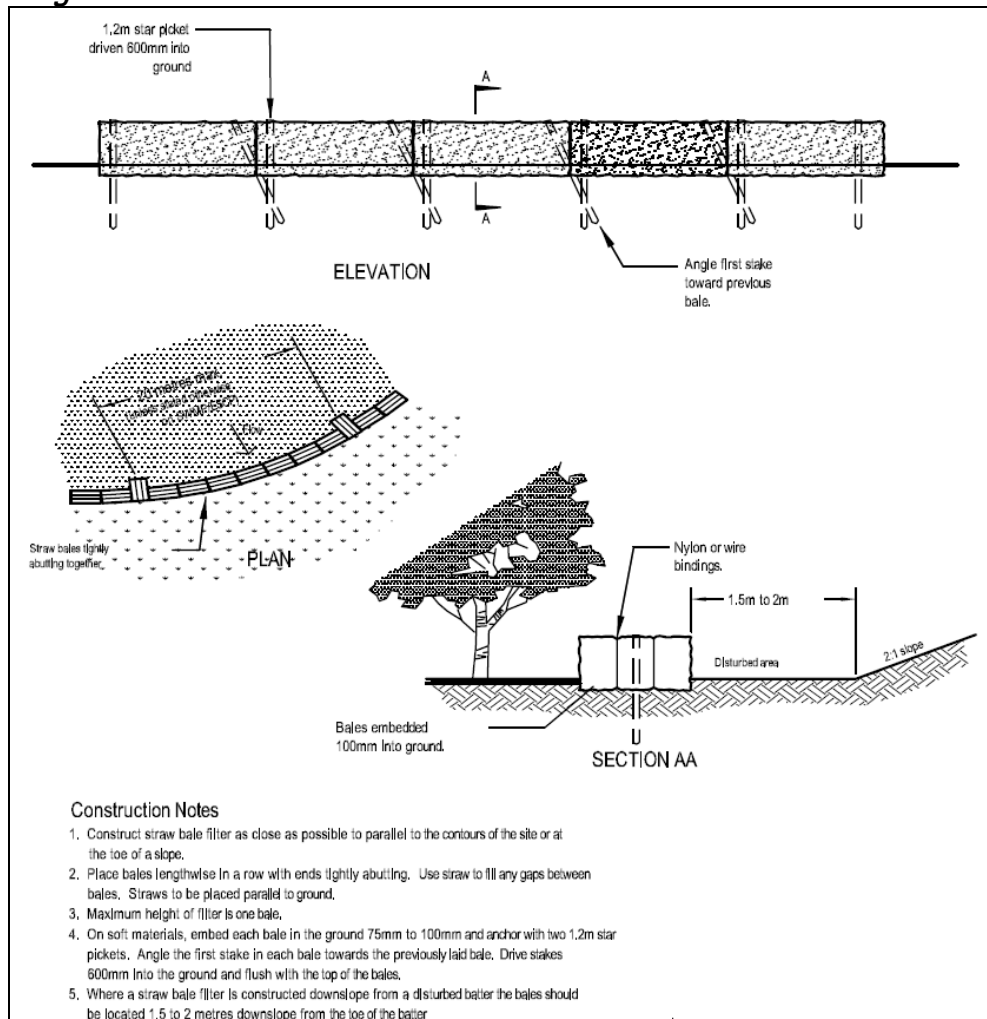 1.2m star picket
driven 600mm into
ground
A
A
ELEVATION
Angle first stake
toward previous
bale.
20 metres max
Straw bales tightly
abutting together.
PLAN
Nylon or wire
bindings.
1.5m to 2m
Disturbed area
2:1 slope
Bales embedded
100mm into ground.
SECTION AA
Construction Notes
1. Construct straw bale filter as close as possible to parallel to the contours of the site or at
the toe of a slope.
2. Place bales lengthwise in a row with ends tightly abutting. Use straw to fill any gaps between
bales. Straws to be placed parallel to ground.
3. Maximum height of filter is one bale.
4. On soft materials, embed each bale in the ground 75mm to 100mm and anchor with two 1.2m star
pickets. Angle the first stake in each bale towards the previously laid bale. Drive stakes
600mm into the ground and flush with the top of the bales.
5. Where a straw bale filter is constructed downslope from a disturbed batter the bales should
be located 1.5 to 2 metres downslope from the toe of the batter